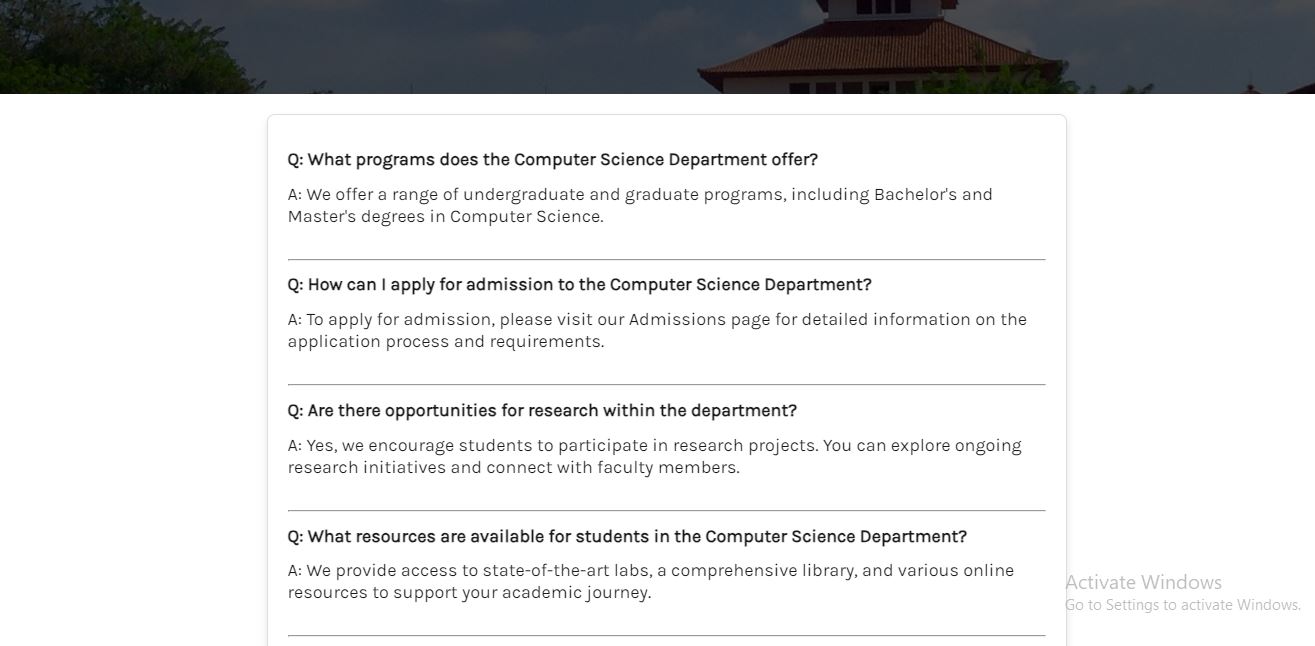 Q: What programs does the Computer Science Department offer?
A: We offer a range of undergraduate and graduate programs, including Bachelor's and
Master's degrees in Computer Science.
Q: How can I apply for admission to the Computer Science Department?
A: To apply for admission, please visit our Admissions page for detailed information on the
application process and requirements.
Q: Are there opportunities for research within the department?
A: Yes, we encourage students to participate in research projects. You can explore ongoing
research initiatives and connect with faculty members.
Q: What resources are available for students in the Computer Science Department?
A: We provide access to state-of-the-art labs, a comprehensive library, and various online
resources to support your academic journey.
Activate Windows
Go to Settings to activate Windows.